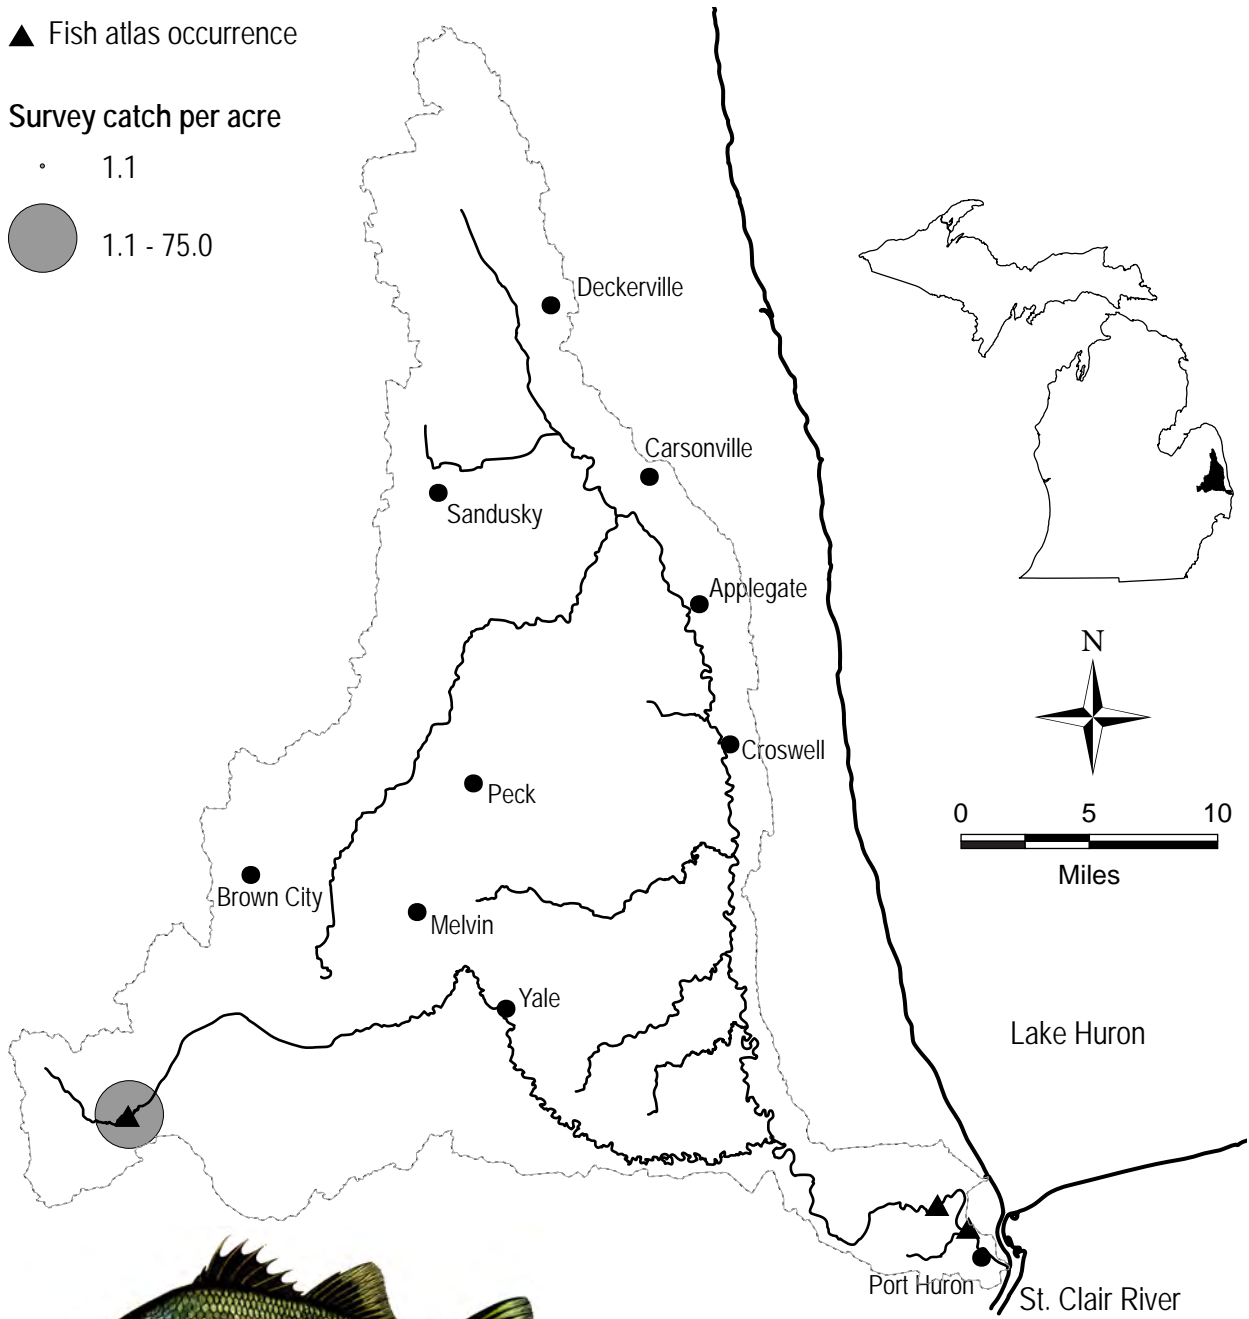 Fish atlas occurrence
Survey catch per acre
1.1
1.1 - 75.0
Deckerville
Carsonville
Sandusky
Applegate
N
Croswell
Peck
0 5 10
Miles
Brown City
Melvin
Yale
Lake Huron
Port Huron
St. Clair River